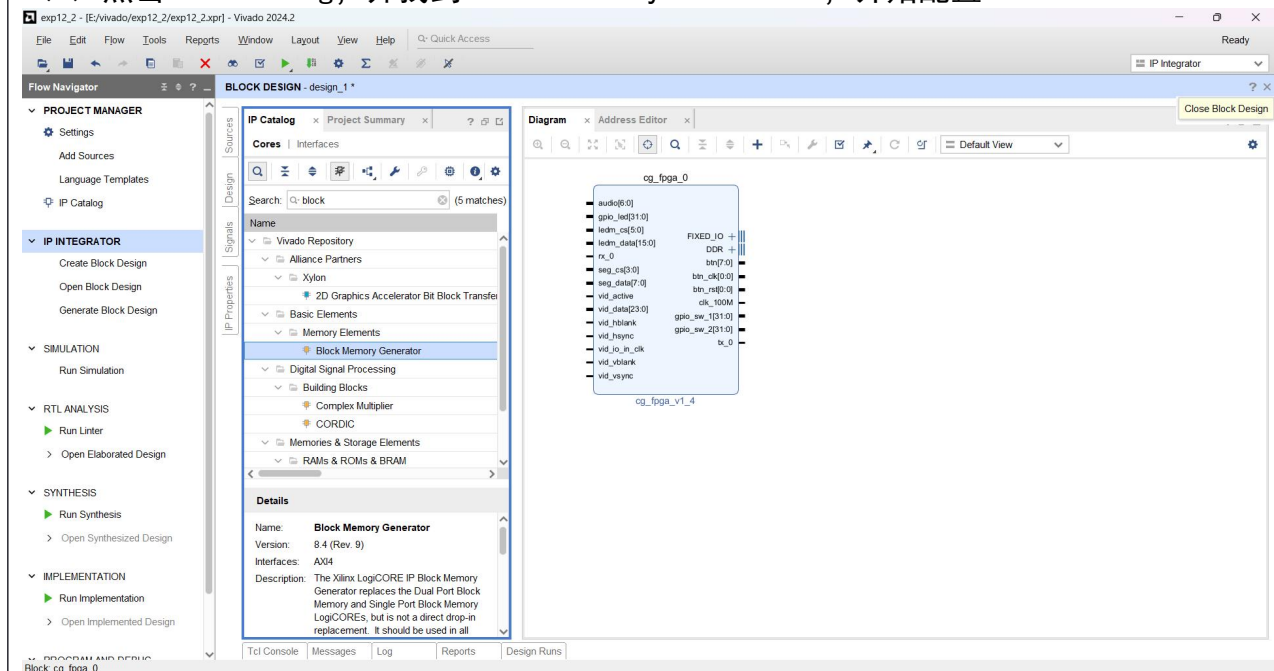 exp12_2 - [E:/vivado/exp12_2/exp12_2.xpr] - Vivado 2024.2
File Edit Flow Tools Reports Window Layout View Help Quick Access
Ready
IP Integrator
Flow Navigator
BLOCK DESIGN - design_1 *
Close Block Design
PROJECT MANAGER
Settings
Add Sources
Language Templates
IP Catalog
IP INTEGRATOR
Create Block Design
Open Block Design
Generate Block Design
SIMULATION
Run Simulation
RTL ANALYSIS
Run Linter
Open Elaborated Design
SYNTHESIS
Run Synthesis
Open Synthesized Design
IMPLEMENTATION
Run Implementation
Open Implemented Design
PROGRAM AND DEBUG
Block: cg_fpga_0
Sources
Design
Signals
IP Properties
IP Catalog Project Summary
Cores Interfaces
Search: block (5 matches)
Name
Vivado Repository
Alliance Partners
Xylon
2D Graphics Accelerator Bit Block Transfer
Basic Elements
Memory Elements
Block Memory Generator
Digital Signal Processing
Building Blocks
Complex Multiplier
CORDIC
Memories & Storage Elements
RAMs & ROMs & BRAM
Details
Name: Block Memory Generator
Version: 8.4 (Rev. 9)
Interfaces: AXI4
Description: The Xilinx LogiCORE IP Block Memory
Generator replaces the Dual Port Block
Memory and Single Port Block Memory
LogiCOREs, but is not a direct drop-in
replacement. It should be used in all
Tcl Console Messages Log Reports Design Runs
Diagram Address Editor
Default View
cg_fpga_0
audio[6:0]
gpio_led[31:0]
ledm_cs[5:0]
ledm_data[15:0]
rx_0
seg_cs[3:0]
seg_data[7:0]
vid_active
vid_data[23:0]
vid_hblank
vid_hsync
vid_io_in_clk
vid_vblank
vid_vsync
FIXED_IO
DDR
btn[7:0]
btn_clk[0:0]
btn_rst[0:0]
clk_100M
gpio_sw_1[31:0]
gpio_sw_2[31:0]
tx_0
cg_fpga_v1_4